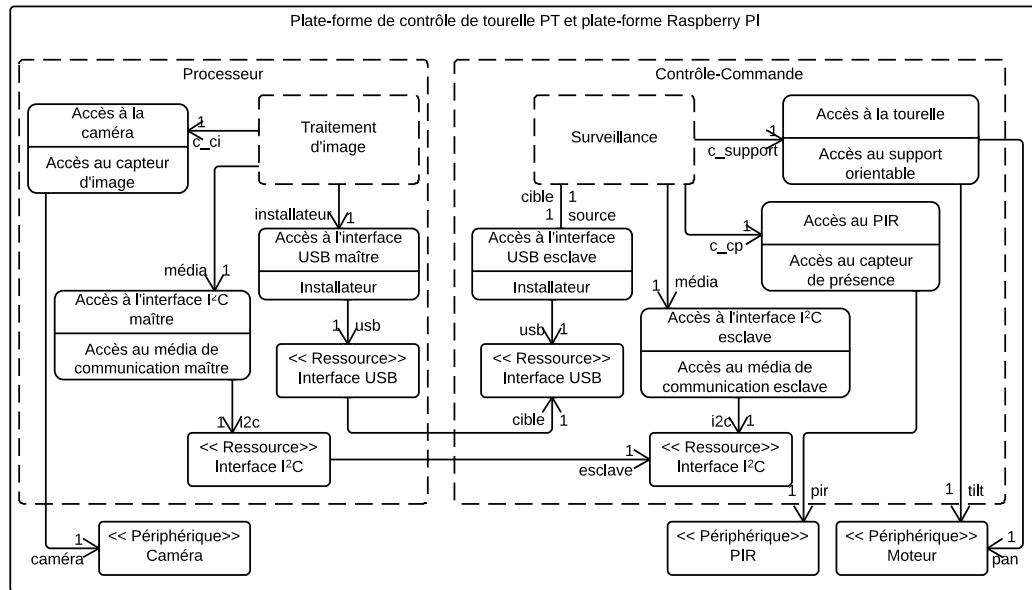 Plate-forme de contrôle de tourelle PT et plate-forme Raspberry PI
Processeur
Contrôle-Commande
Accès à la
caméra
Accès au capteur
d'image
1
c_ci
Traitement
d'image
Surveillance
1
c_support
Accès à la tourelle
Accès au support
orientable
installateur
1
Accès à l'interface
USB maître
Installateur
média
1
Accès à l'interface I²C
maître
Accès au média de
communication maître
1
usb
<< Ressource>>
Interface USB
1
i2c
<< Ressource>>
Interface I²C
cible
1
1
source
Accès à l'interface
USB esclave
Installateur
usb
1
<< Ressource>>
Interface USB
cible
1
1
c_cp
Accès au PIR
Accès au capteur
de présence
1
média
Accès à l'interface I²C
esclave
Accès au média de
communication esclave
i2c
1
1
esclave
<< Ressource>>
Interface I²C
1
pir
1
tilt
1
caméra
<< Périphérique>>
Caméra
<< Périphérique>>
PIR
<< Périphérique>>
Moteur
1
pan